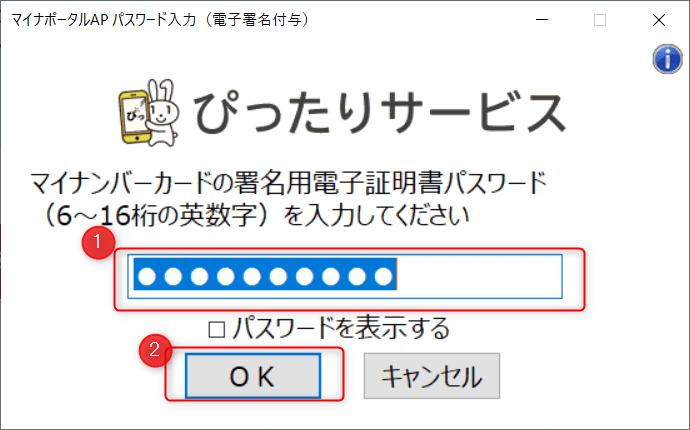 マイナポータルAP パスワード入力（電子署名付与）
ぴったりサービス
マイナンバーカードの署名用電子証明書パスワード
（6～16桁の英数字）を入力してください
1
●●●●●●●●●●
パスワードを表示する
2
ＯＫ
キャンセル